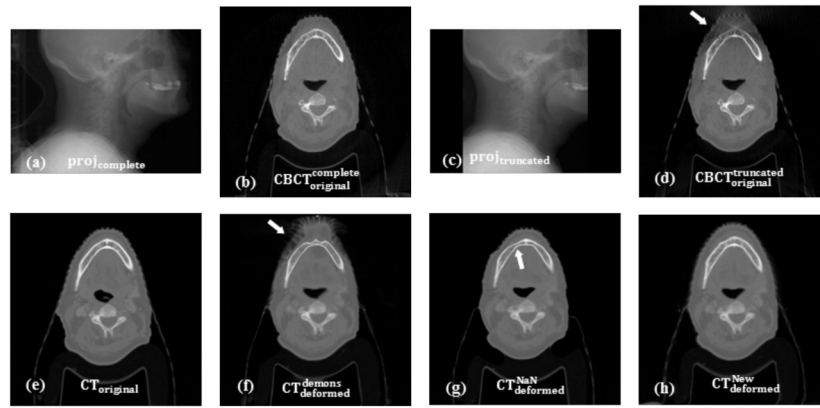 (a) proj complete
(b) CBCT complete original
(c) proj truncated
(d) CBCT truncated original
(e) CT original
(f) CT demons deformed
(g) CT NaN deformed
(h) CT New deformed